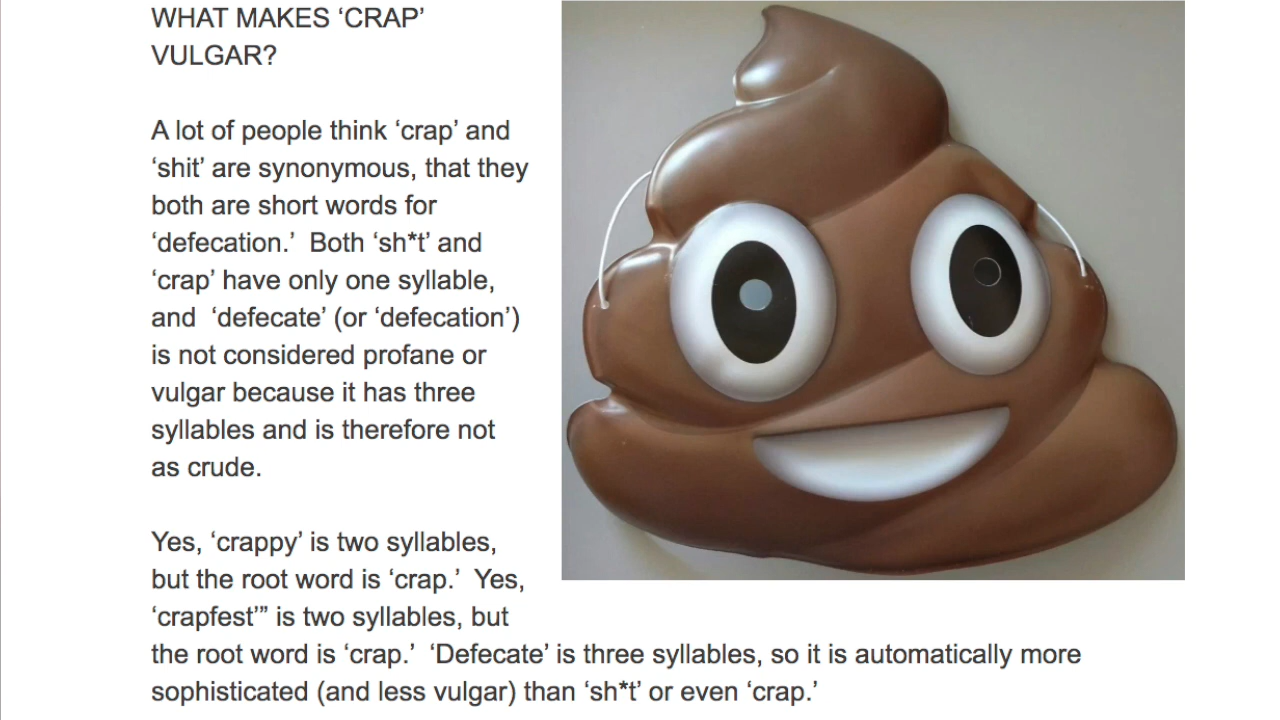 WHAT MAKES ‘CRAP’
VULGAR?
A lot of people think ‘crap’ and
‘shit’ are synonymous, that they
both are short words for
‘defecation.’  Both ‘sh*t’ and
‘crap’ have only one syllable,
and  ‘defecate’ (or ‘defecation’)
is not considered profane or
vulgar because it has three
syllables and is therefore not
as crude.
Yes, ‘crappy’ is two syllables,
but the root word is ‘crap.’  Yes,
‘crapfest’” is two syllables, but
the root word is ‘crap.’  ‘Defecate’ is three syllables, so it is automatically more
sophisticated (and less vulgar) than ‘sh*t’ or even ‘crap.’